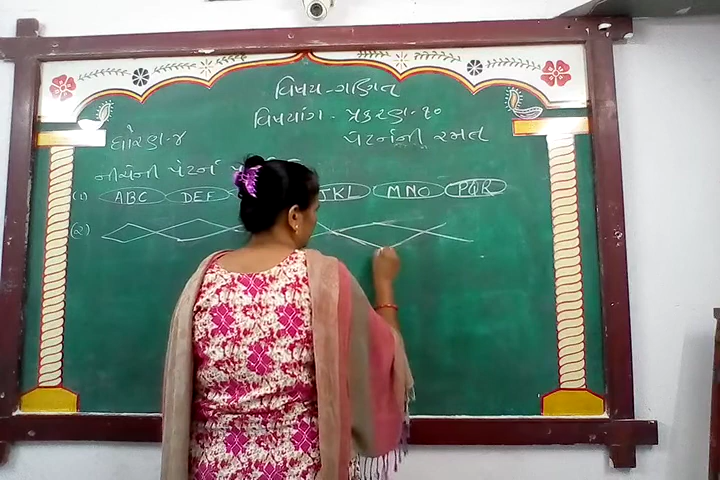 વિષય-ગણિત
વિષયાંગ - પ્રકરણ-૧૦
ધોરણ-૪ પેટર્નની રમત
નીચેની પેટર્ન
(૧) ABC DEF JKL MNO PQR
(૨)